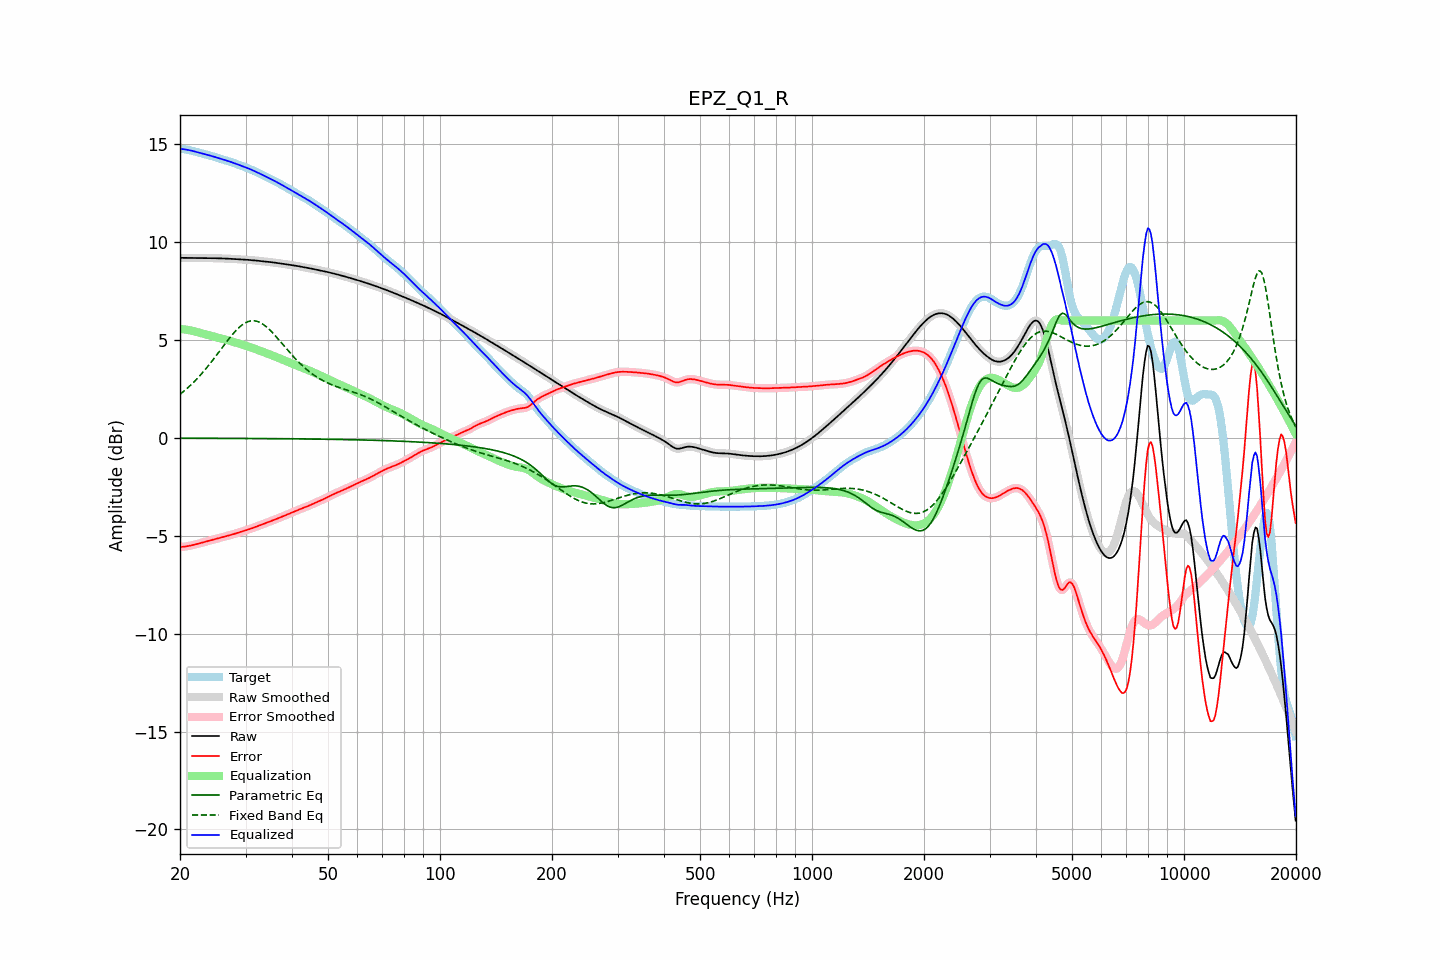 EPZ_Q1_R
Amplitude (dBr)
15
10
5
0
−5
−10
−15
−20
Target
Raw Smoothed
Error Smoothed
Raw
Error
Equalization
Parametric Eq
Fixed Band Eq
Equalized
20
50
100
200
500
1000
2000
5000
10000
20000
Frequency (Hz)